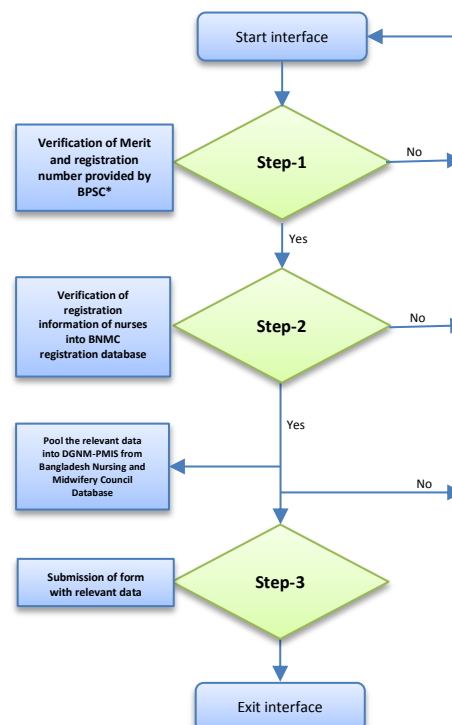 Start interface
Verification of Merit
and registration
number provided by
BPSC*
Step-1
No
Yes
Verification of
registration
information of nurses
into BNMC
registration database
Step-2
No
Yes
Pool the relevant data
into DGNM-PMIS from
Bangladesh Nursing and
Midwifery Council
Database
No
Submission of form
with relevant data
Step-3
Exit interface